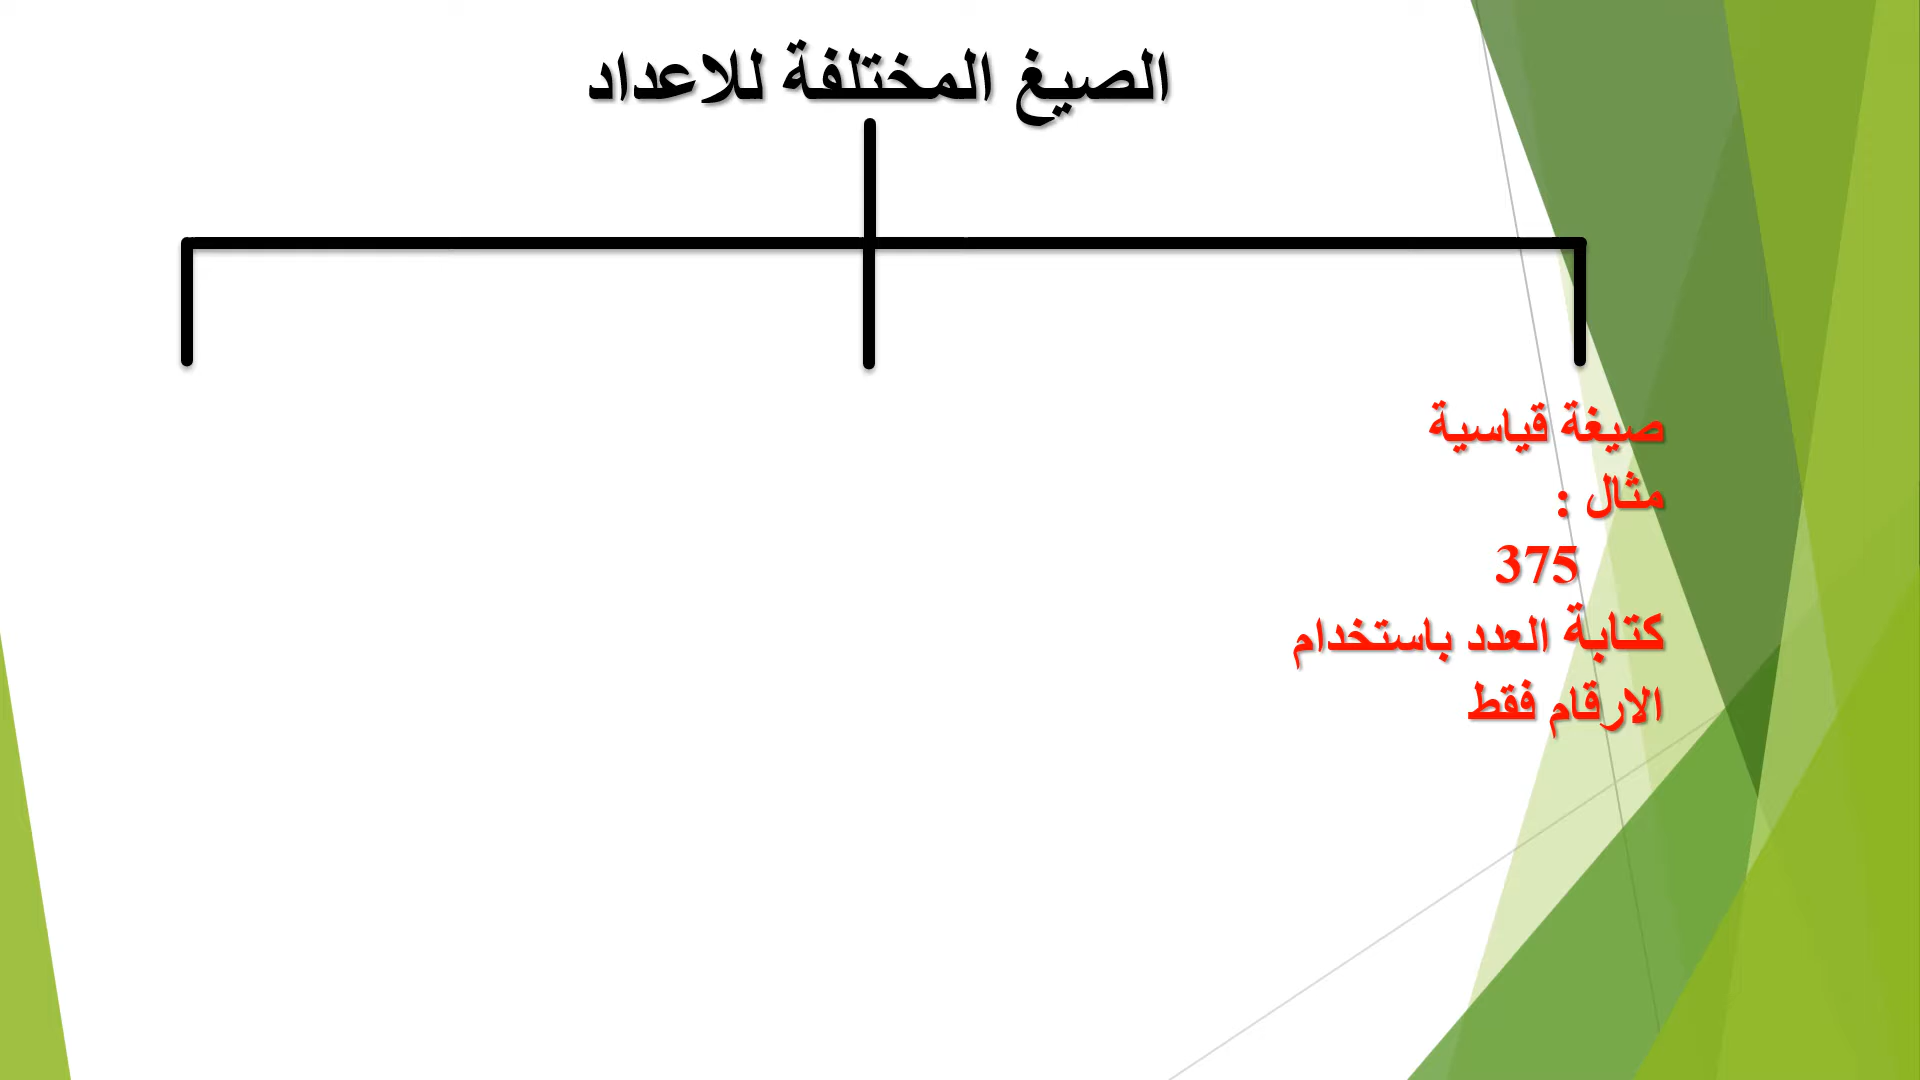 الصيغ المختلفة للاعداد
صيغة قياسية
مثال :
375
كتابة العدد باستخدام
الارقام فقط